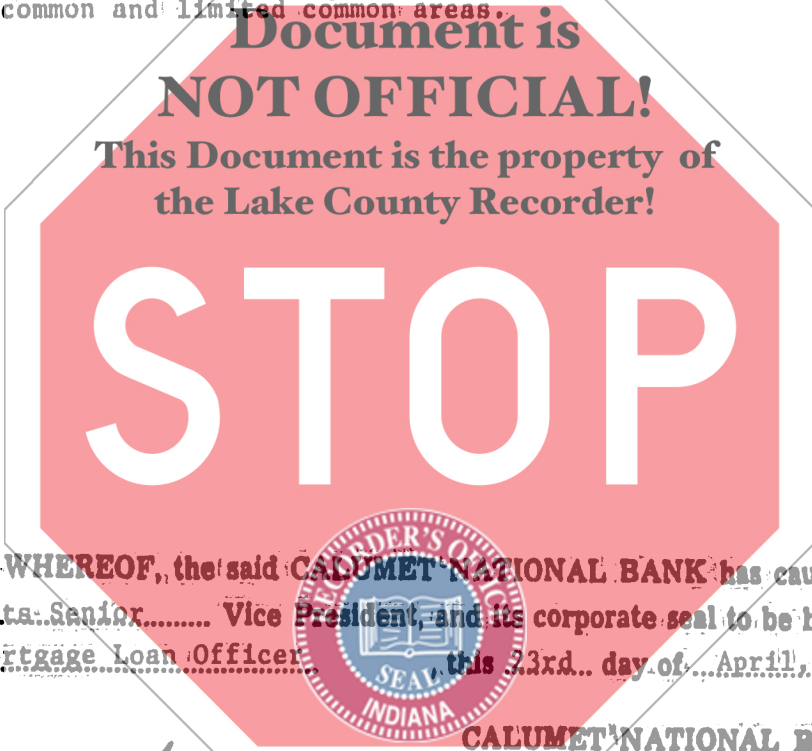 common and limited common areas.
Document is
NOT OFFICIAL!
This Document is the property of
the Lake County Recorder!
STOP
RECORDER'S OFFICE
WHEREOF, the said CALUMET NATIONAL BANK has cau
ts Senior......... Vice President, and its corporate seal to be h
rtgage Loan Officer, this 23rd... day of....April,
SEAL
INDIANA
CALUMET NATIONAL B